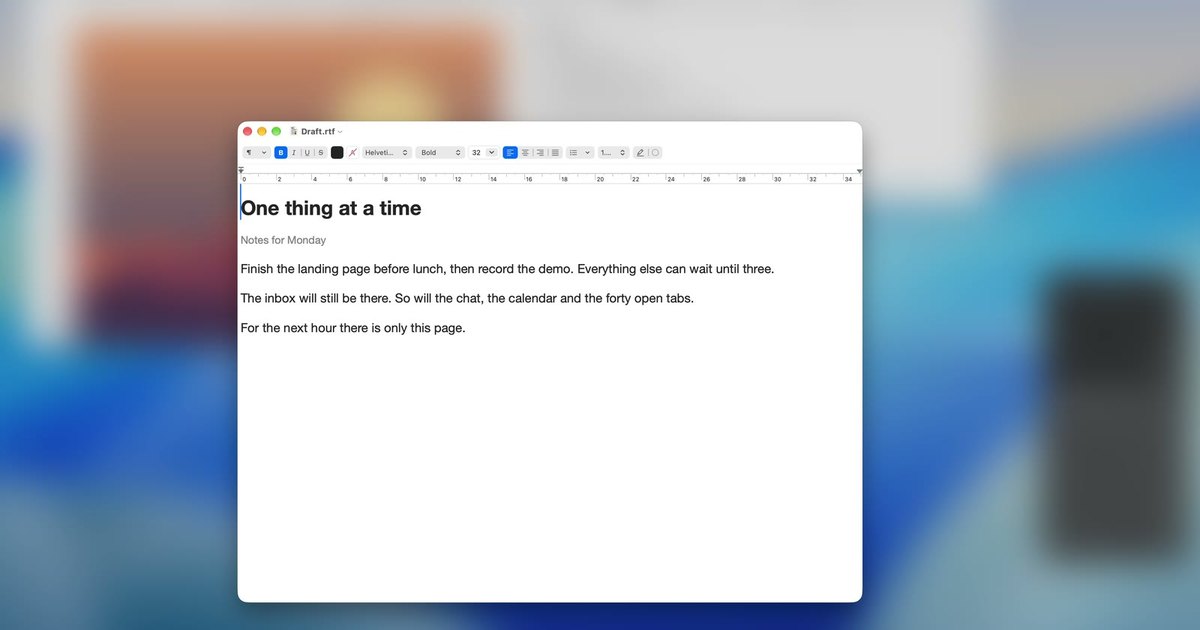 Draft.rtf
¶ B I U S Helveti... Bold 32 1....
0 2 4 6 8 10 12 14 16 18 20 22 24 26 28 30 32 34
One thing at a time
Notes for Monday
Finish the landing page before lunch, then record the demo. Everything else can wait until three.
The inbox will still be there. So will the chat, the calendar and the forty open tabs.
For the next hour there is only this page.